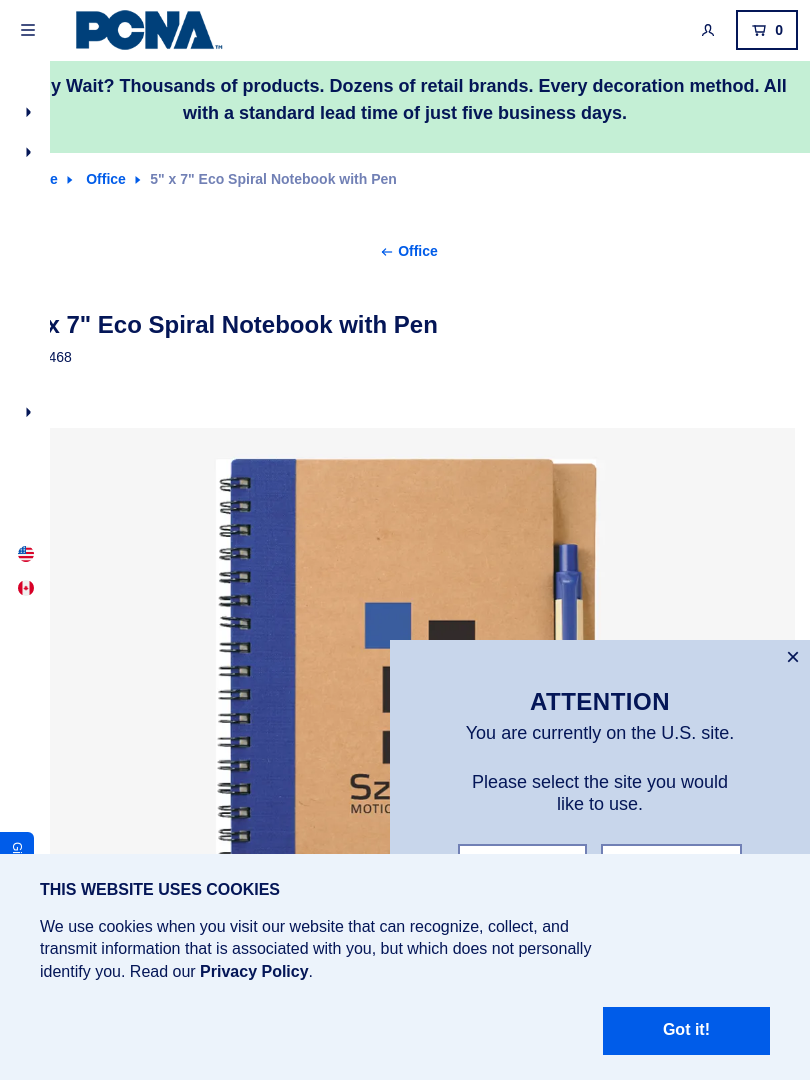 PCNA™
0
Wait? Thousands of products. Dozens of retail brands. Every decoration method. All
with a standard lead time of just five business days.
Office
5" x 7" Eco Spiral Notebook with Pen
Office
x 7" Eco Spiral Notebook with Pen
468
ATTENTION
You are currently on the U.S. site.
Please select the site you would
like to use.
THIS WEBSITE USES COOKIES
We use cookies when you visit our website that can recognize, collect, and
transmit information that is associated with you, but which does not personally
identify you. Read our Privacy Policy.
Got it!